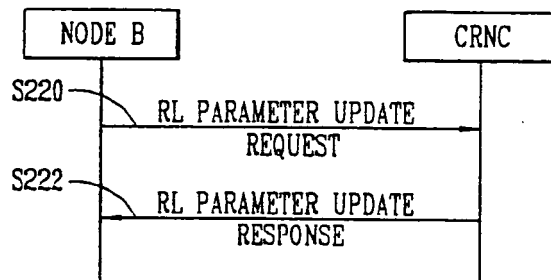 NODE B
CRNC
S220
RL PARAMETER UPDATE
REQUEST
S222
RL PARAMETER UPDATE
RESPONSE